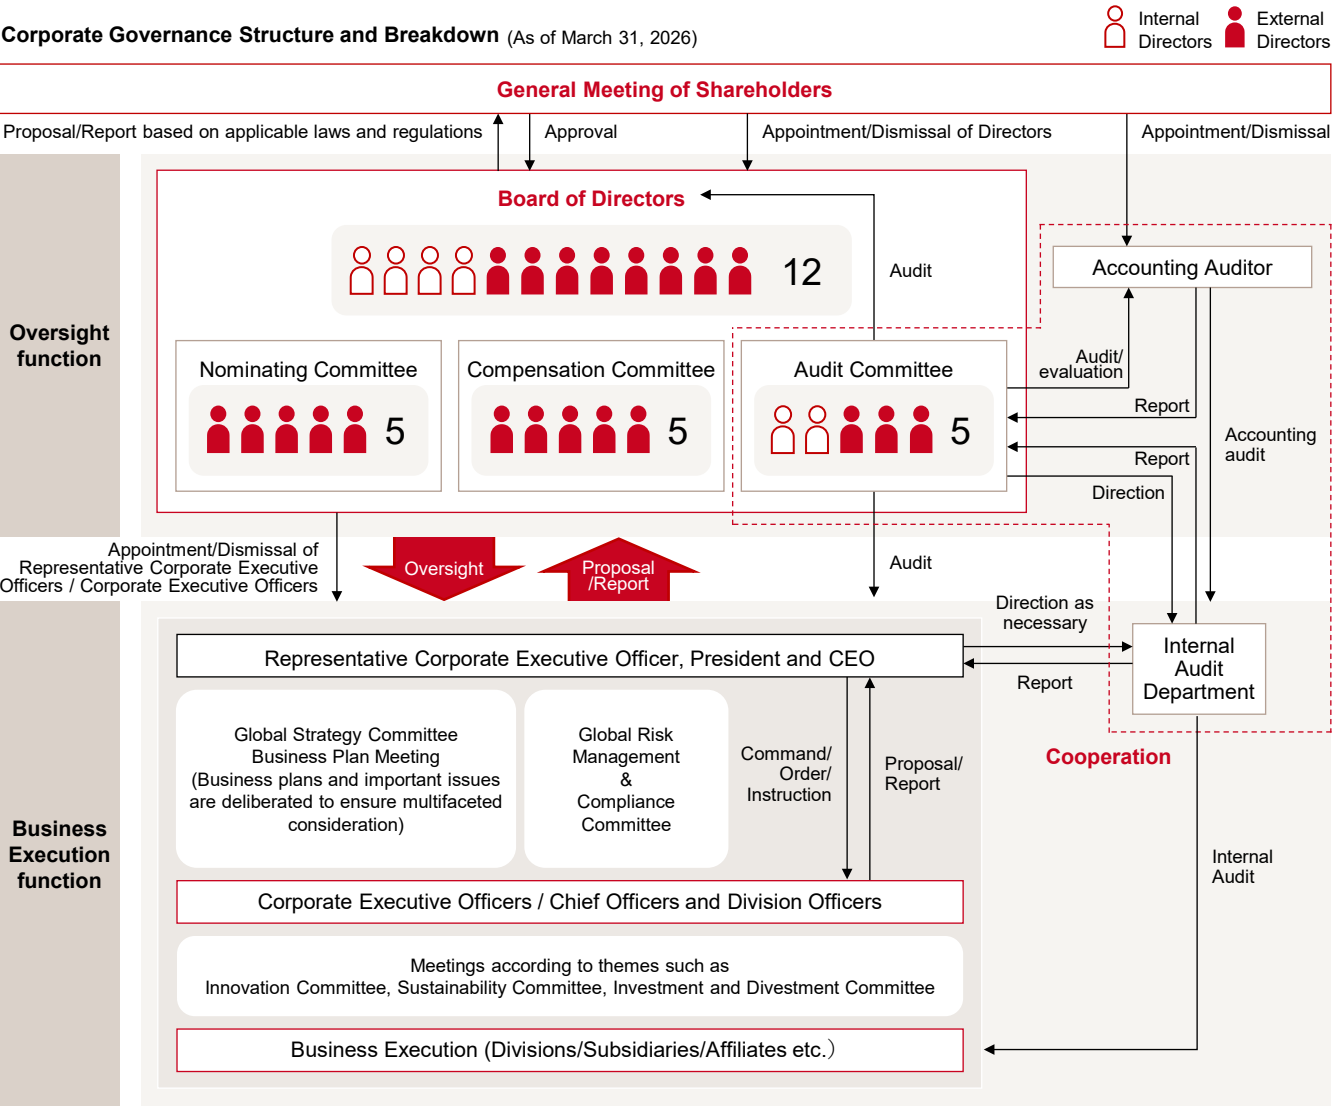 Corporate Governance Structure and Breakdown (As of March 31, 2026)
Internal
Directors
External
Directors
General Meeting of Shareholders
Proposal/Report based on applicable laws and regulations
Approval
Appointment/Dismissal of Directors
Appointment/Dismissal
Oversight
function
Board of Directors
12
Audit
Accounting Auditor
Nominating Committee
5
Compensation Committee
5
Audit Committee
5
Audit/
evaluation
Report
Report
Direction
Accounting
audit
Appointment/Dismissal of
Representative Corporate Executive
Officers / Corporate Executive Officers
Oversight
Proposal
/Report
Audit
Direction as
necessary
Report
Internal
Audit
Department
Cooperation
Business
Execution
function
Representative Corporate Executive Officer, President and CEO
Global Strategy Committee
Business Plan Meeting
(Business plans and important issues
are deliberated to ensure multifaceted
consideration)
Global Risk
Management
&
Compliance
Committee
Command/
Order/
Instruction
Proposal/
Report
Internal
Audit
Corporate Executive Officers / Chief Officers and Division Officers
Meetings according to themes such as
Innovation Committee, Sustainability Committee, Investment and Divestment Committee
Business Execution (Divisions/Subsidiaries/Affiliates etc.）